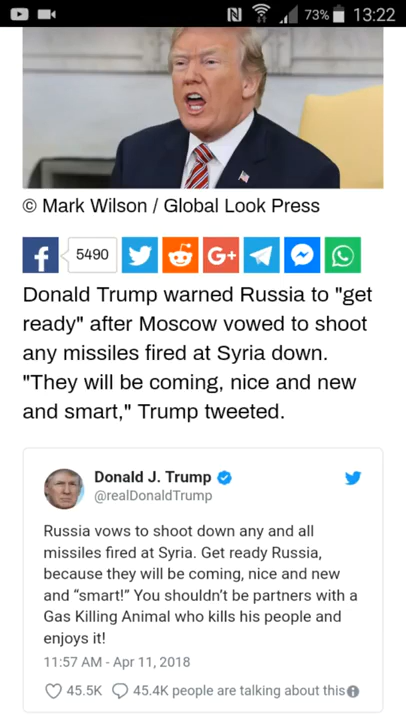 73% 13:22
© Mark Wilson / Global Look Press
f 5490 G+
Donald Trump warned Russia to "get
ready" after Moscow vowed to shoot
any missiles fired at Syria down.
"They will be coming, nice and new
and smart," Trump tweeted.
Donald J. Trump
@realDonaldTrump
Russia vows to shoot down any and all
missiles fired at Syria. Get ready Russia,
because they will be coming, nice and new
and “smart!” You shouldn’t be partners with a
Gas Killing Animal who kills his people and
enjoys it!
11:57 AM - Apr 11, 2018
45.5K 45.4K people are talking about this